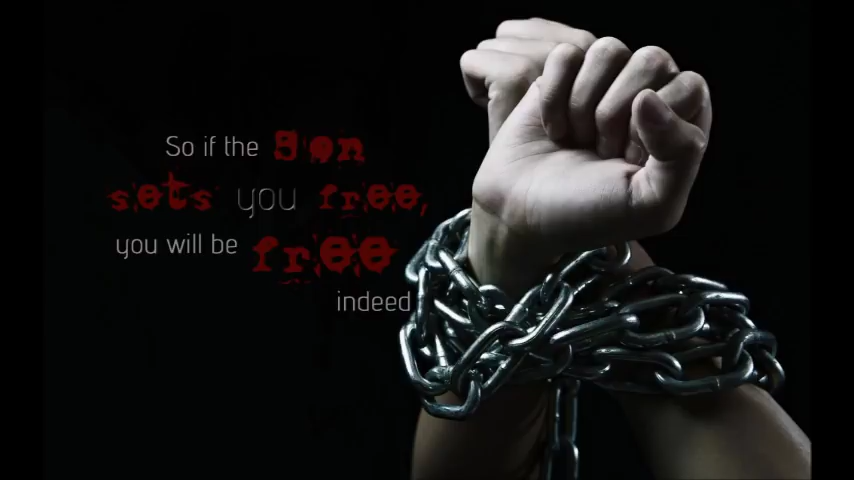 So if the Son
sets you free,
you will be free
indeed